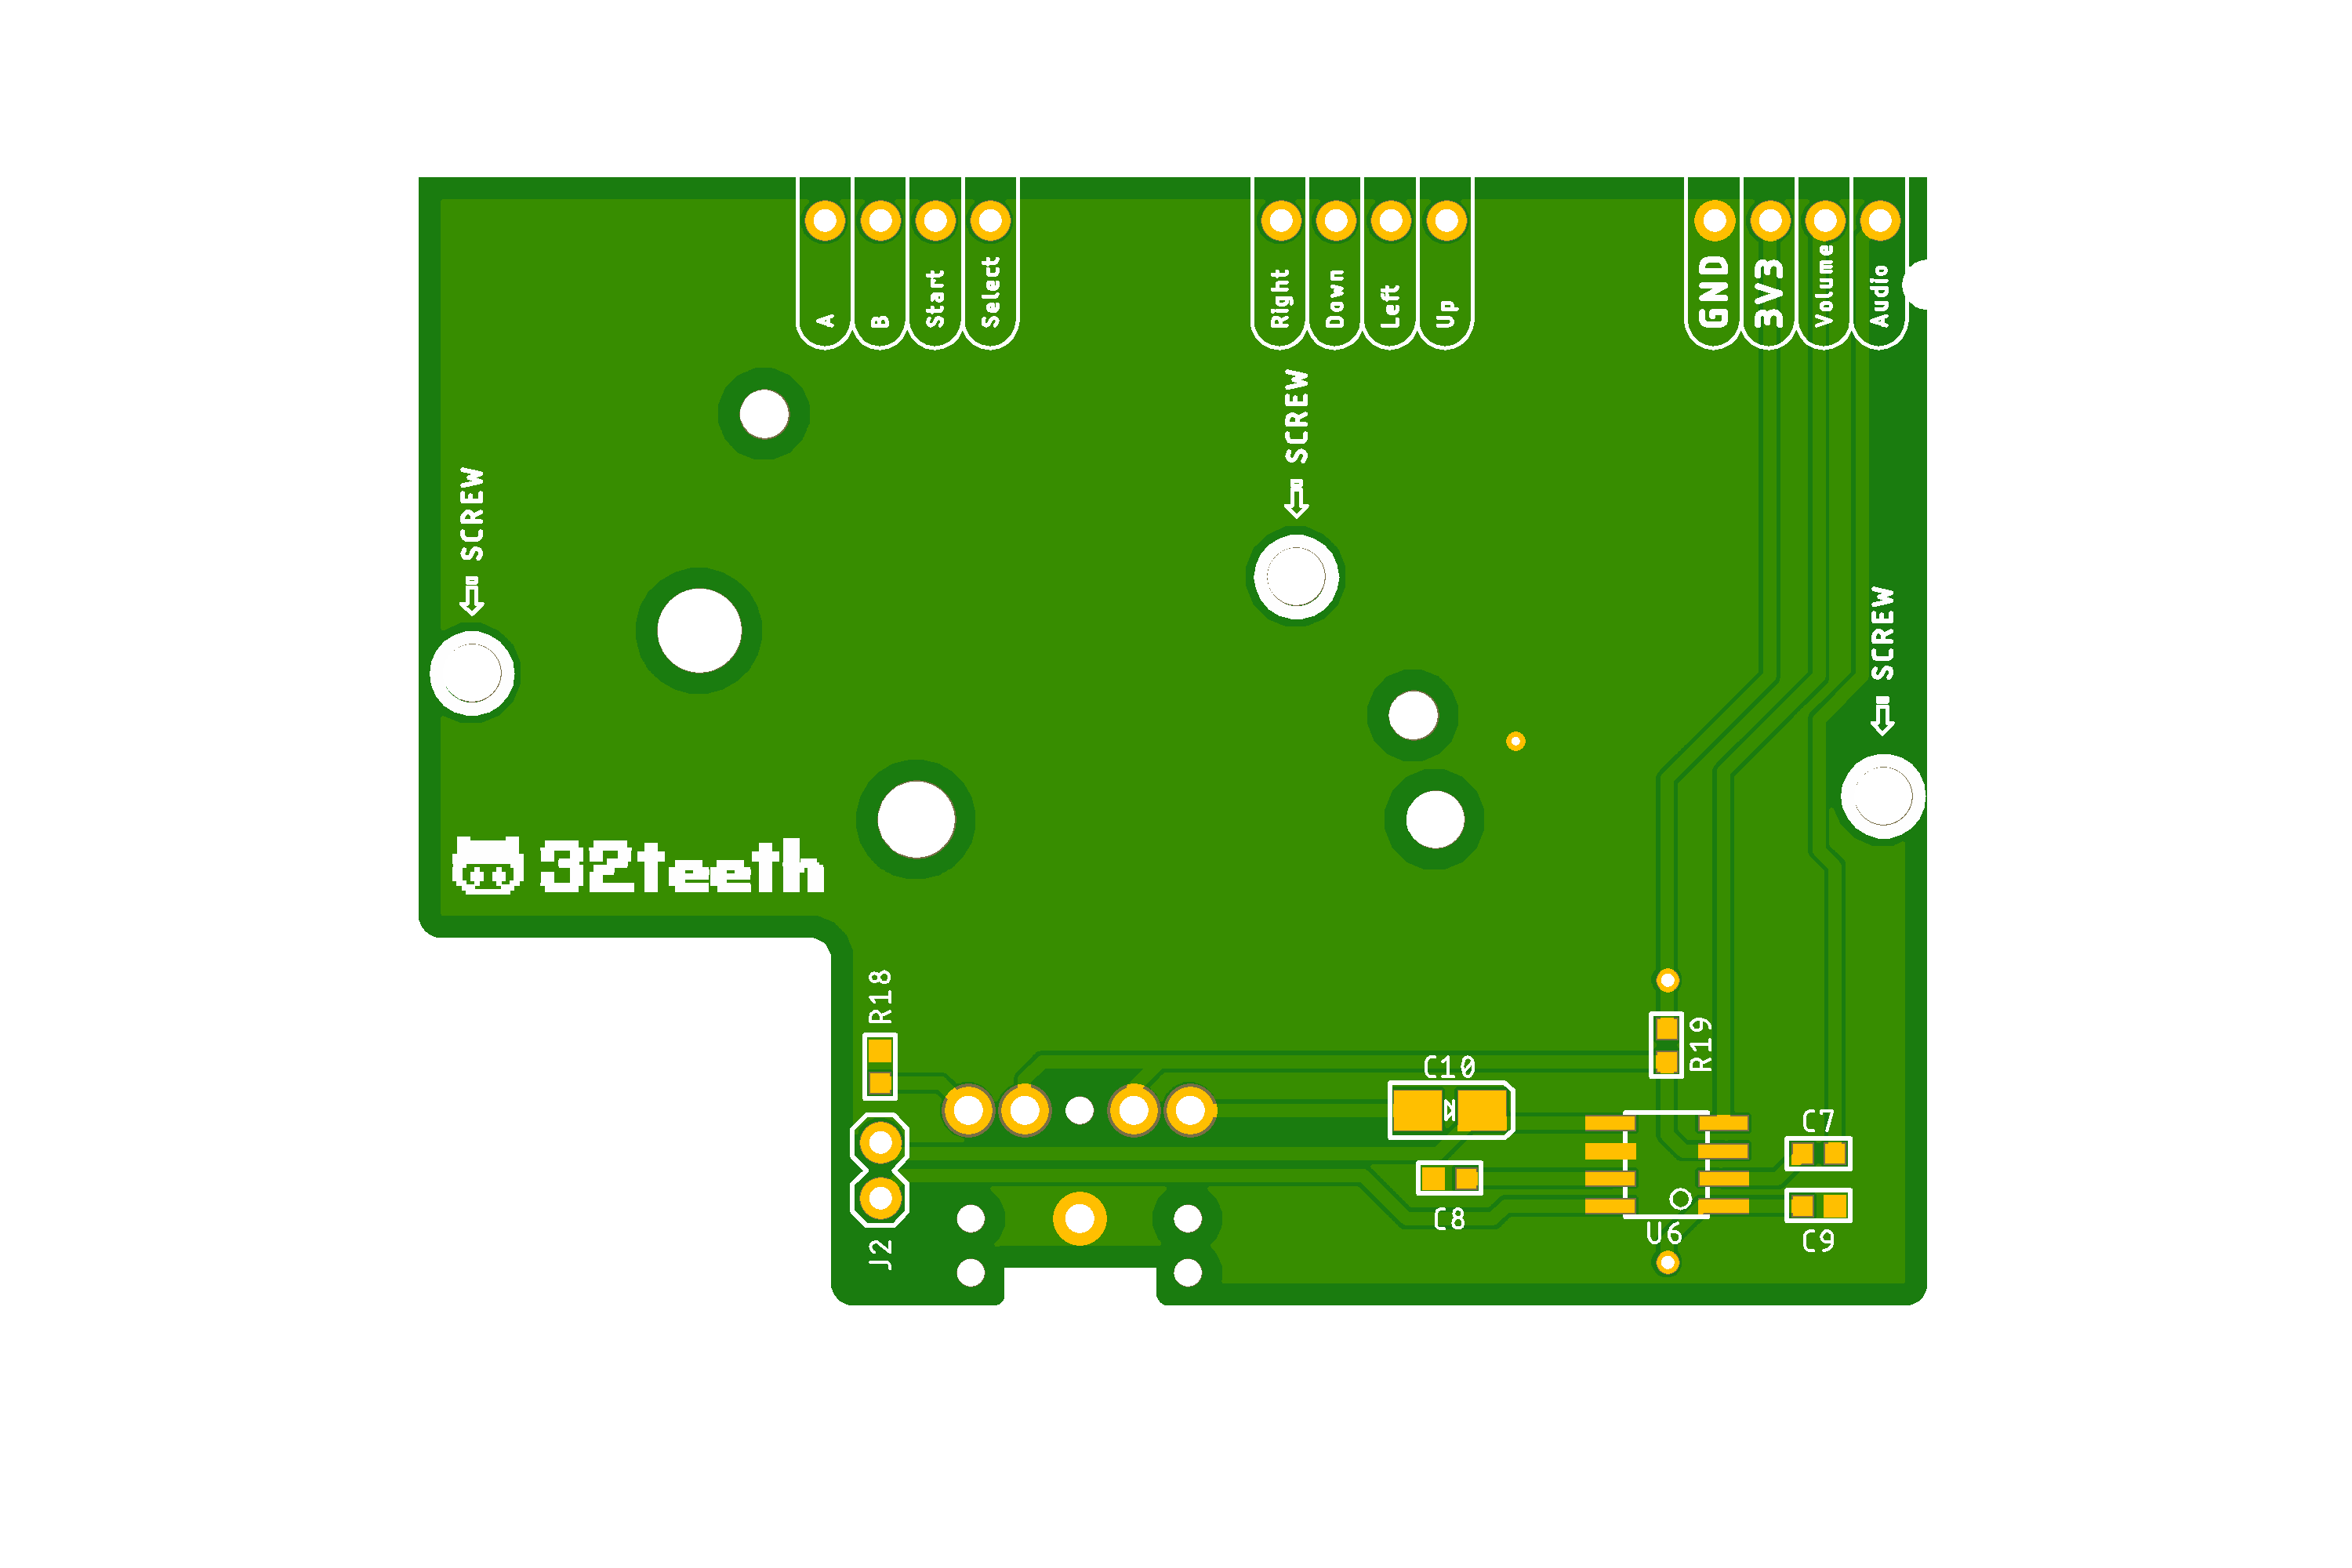 A
B
Start
Select
Right
Down
Left
Up
GND
3V3
Volume
Audio
SCREW
SCREW
SCREW
32teeth
R18
R19
C10
C7
C8
U6
C9
J2